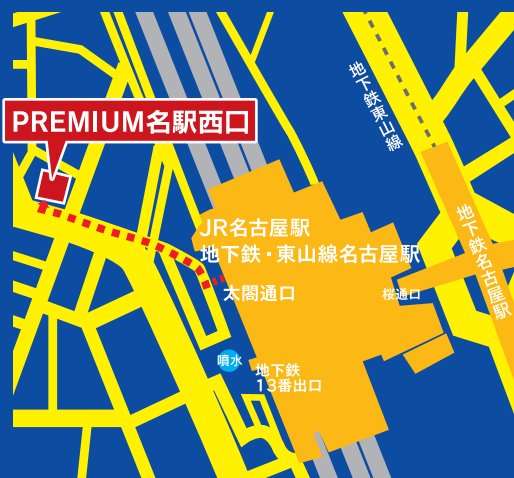 地下鉄東山線
PREMIUM名駅西口
地下鉄名古屋駅
JR名古屋駅
地下鉄・東山線名古屋駅
太閤通口
桜通口
噴水
地下鉄
13番出口